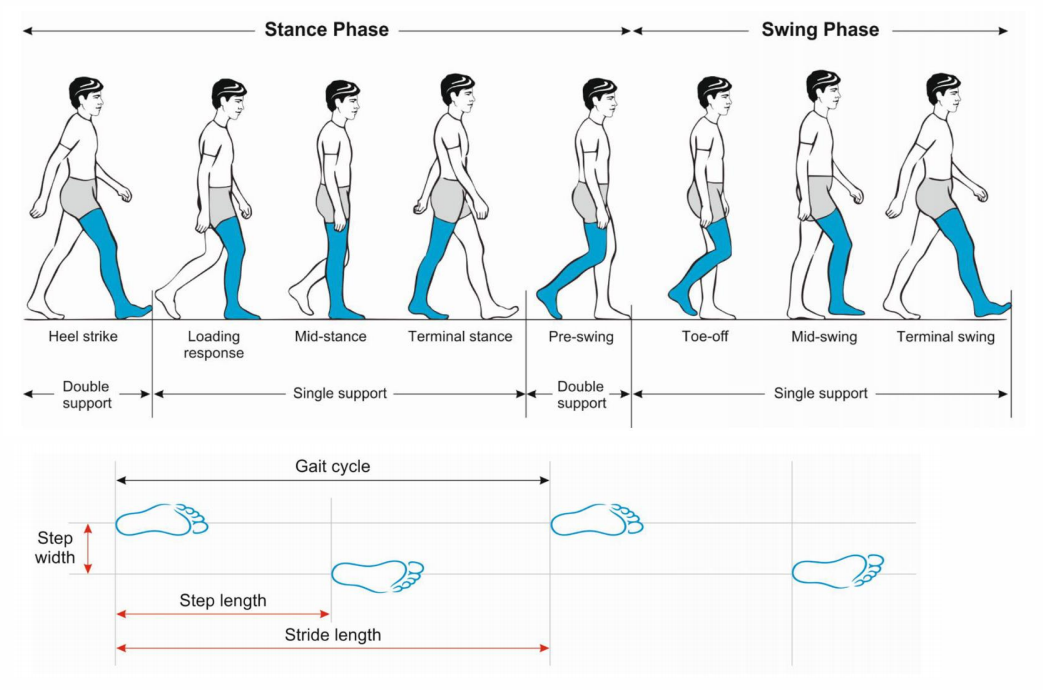 Stance Phase
Swing Phase
Heel strike
Loading
response
Mid-stance
Terminal stance
Pre-swing
Toe-off
Mid-swing
Terminal swing
Double
support
Single support
Double
support
Single support
Gait cycle
Step
width
Step length
Stride length